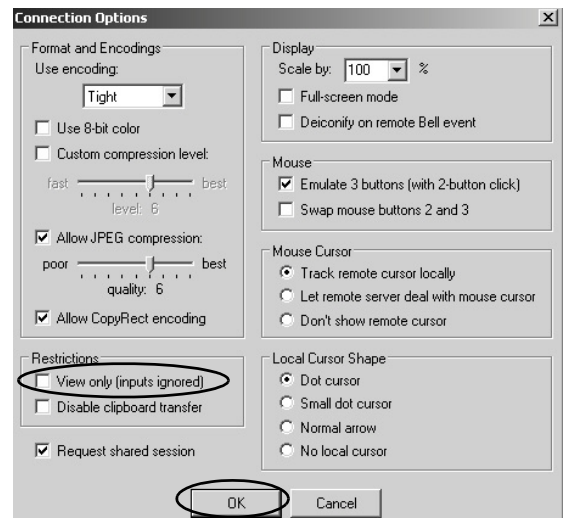 Connection Options
Format and Encodings
Use encoding:
Tight
Use 8-bit color
Custom compression level:
fast best
level: 6
Allow JPEG compression:
poor best
quality: 6
Allow CopyRect encoding
Restrictions
View only (inputs ignored)
Disable clipboard transfer
Request shared session
Display
Scale by: 100 %
Full-screen mode
Deiconify on remote Bell event
Mouse
Emulate 3 buttons (with 2-button click)
Swap mouse buttons 2 and 3
Mouse Cursor
Track remote cursor locally
Let remote server deal with mouse cursor
Don't show remote cursor
Local Cursor Shape
Dot cursor
Small dot cursor
Normal arrow
No local cursor
OK Cancel